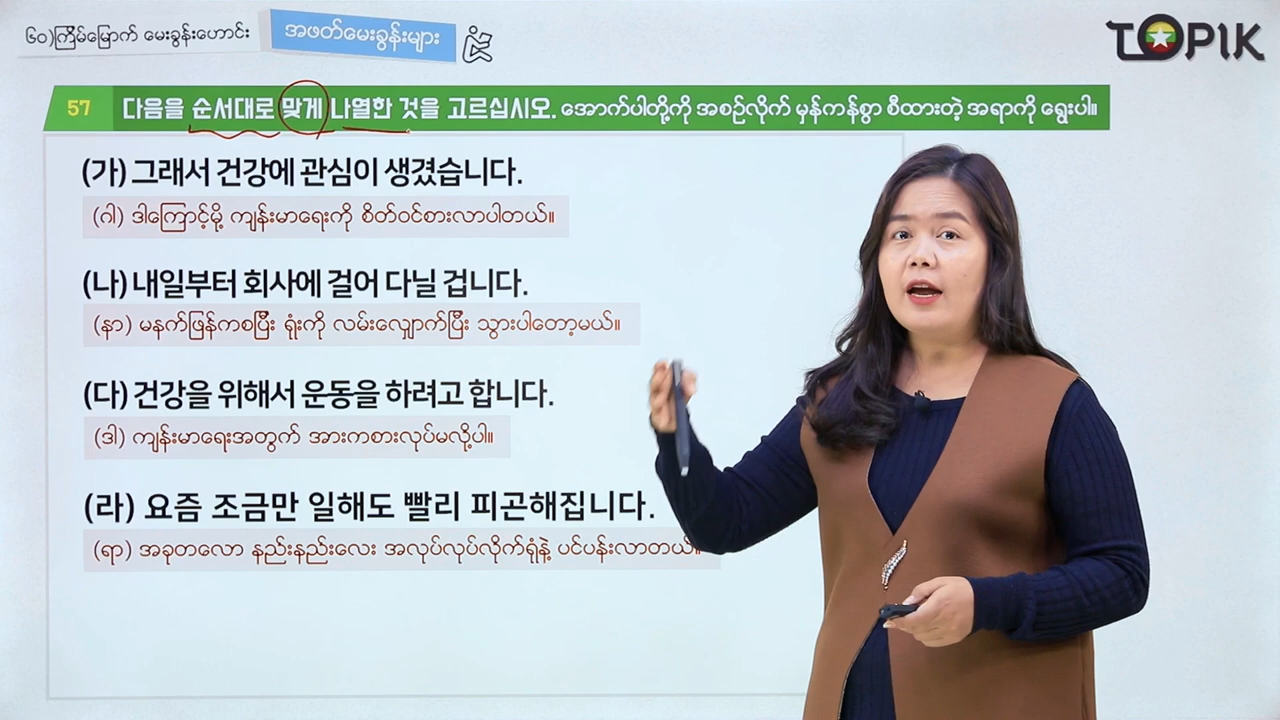 ၆၀)ကြိမ်မြောက် မေးခွန်းဟောင်း
အဖတ်မေးခွန်းများ
TOPIK
57 다음을 순서대로 맞게 나열한 것을 고르십시오. အောက်ပါတို့ကို အစဉ်လိုက် မှန်ကန်စွာ စီထားတဲ့ အရာကို ရွေးပါ။
(가) 그래서 건강에 관심이 생겼습니다.
(ဂါ) ဒါကြောင့်မို့ ကျန်းမာရေးကို စိတ်ဝင်စားလာပါတယ်။
(나) 내일부터 회사에 걸어 다닐 겁니다.
(နာ) မနက်ဖြန်ကစပြီး ရုံးကို လမ်းလျှောက်ပြီး သွားပါတော့မယ်။
(다) 건강을 위해서 운동을 하려고 합니다.
(ဒါ) ကျန်းမာရေးအတွက် အားကစားလုပ်မလို့ပါ။
(라) 요즘 조금만 일해도 빨리 피곤해집니다.
(ရာ) အခုတလော နည်းနည်းလေး အလုပ်လုပ်လိုက်ရုံနဲ့ ပင်ပန်းလာတယ်။